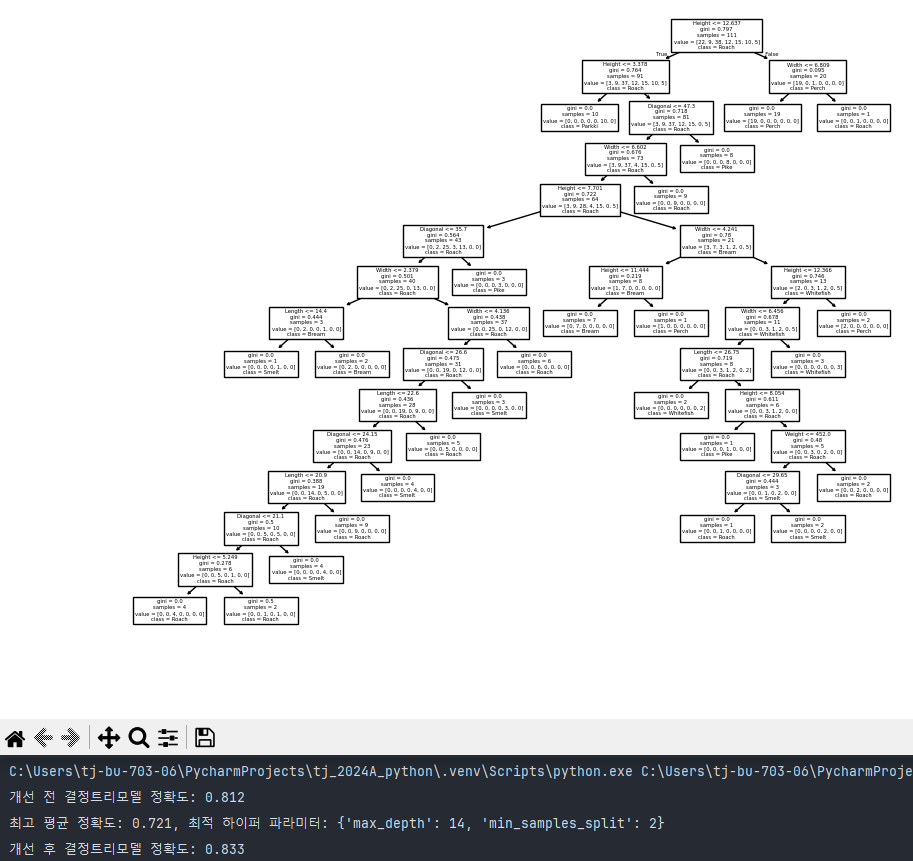 Height <= 12.637
gini = 0.797
samples = 111
value = [22, 9, 38, 12, 15, 10, 5]
class = Roach
True
False
Height <= 3.378
gini = 0.764
samples = 91
value = [3, 9, 37, 12, 15, 10, 5]
class = Roach
Width <= 6.809
gini = 0.095
samples = 20
value = [19, 0, 1, 0, 0, 0, 0]
class = Perch
gini = 0.0
samples = 10
value = [0, 0, 0, 0, 0, 10, 0]
class = Parkki
Diagonal <= 47.3
gini = 0.718
samples = 81
value = [3, 9, 37, 12, 15, 0, 5]
class = Roach
gini = 0.0
samples = 19
value = [19, 0, 0, 0, 0, 0, 0]
class = Perch
gini = 0.0
samples = 1
value = [0, 0, 1, 0, 0, 0, 0]
class = Roach
Width <= 6.602
gini = 0.676
samples = 73
value = [3, 9, 37, 4, 15, 0, 5]
class = Roach
gini = 0.0
samples = 8
value = [0, 0, 0, 8, 0, 0, 0]
class = Pike
Height <= 7.701
gini = 0.722
samples = 64
value = [3, 9, 28, 4, 15, 0, 5]
class = Roach
gini = 0.0
samples = 9
value = [0, 0, 9, 0, 0, 0, 0]
class = Roach
Diagonal <= 35.7
gini = 0.564
samples = 43
value = [0, 2, 25, 3, 13, 0, 0]
class = Roach
Width <= 4.241
gini = 0.78
samples = 21
value = [3, 7, 3, 1, 2, 0, 5]
class = Bream
Width <= 2.379
gini = 0.501
samples = 40
value = [0, 2, 25, 0, 13, 0, 0]
class = Roach
gini = 0.0
samples = 3
value = [0, 0, 0, 3, 0, 0, 0]
class = Pike
Height <= 11.444
gini = 0.219
samples = 8
value = [1, 7, 0, 0, 0, 0, 0]
class = Bream
Height <= 12.366
gini = 0.746
samples = 13
value = [2, 0, 3, 1, 2, 0, 5]
class = Whitefish
Length <= 14.4
gini = 0.444
samples = 3
value = [0, 2, 0, 0, 1, 0, 0]
class = Bream
Width <= 4.136
gini = 0.438
samples = 37
value = [0, 0, 25, 0, 12, 0, 0]
class = Roach
gini = 0.0
samples = 7
value = [0, 7, 0, 0, 0, 0, 0]
class = Bream
gini = 0.0
samples = 1
value = [1, 0, 0, 0, 0, 0, 0]
class = Perch
Width <= 6.456
gini = 0.678
samples = 11
value = [0, 0, 3, 1, 2, 0, 5]
class = Whitefish
gini = 0.0
samples = 2
value = [2, 0, 0, 0, 0, 0, 0]
class = Perch
gini = 0.0
samples = 1
value = [0, 0, 0, 0, 1, 0, 0]
class = Smelt
gini = 0.0
samples = 2
value = [0, 2, 0, 0, 0, 0, 0]
class = Bream
Diagonal <= 26.6
gini = 0.475
samples = 31
value = [0, 0, 19, 0, 12, 0, 0]
class = Roach
gini = 0.0
samples = 6
value = [0, 0, 6, 0, 0, 0, 0]
class = Roach
Length <= 26.75
gini = 0.719
samples = 8
value = [0, 0, 3, 1, 2, 0, 2]
class = Roach
gini = 0.0
samples = 3
value = [0, 0, 0, 0, 0, 0, 3]
class = Whitefish
Length <= 22.6
gini = 0.436
samples = 28
value = [0, 0, 19, 0, 9, 0, 0]
class = Roach
gini = 0.0
samples = 3
value = [0, 0, 0, 0, 3, 0, 0]
class = Smelt
gini = 0.0
samples = 2
value = [0, 0, 0, 0, 0, 0, 2]
class = Whitefish
Height <= 8.054
gini = 0.611
samples = 6
value = [0, 0, 3, 1, 2, 0, 0]
class = Roach
Diagonal <= 24.15
gini = 0.476
samples = 23
value = [0, 0, 14, 0, 9, 0, 0]
class = Roach
gini = 0.0
samples = 5
value = [0, 0, 5, 0, 0, 0, 0]
class = Roach
gini = 0.0
samples = 1
value = [0, 0, 0, 1, 0, 0, 0]
class = Pike
Weight <= 452.0
gini = 0.48
samples = 5
value = [0, 0, 3, 0, 2, 0, 0]
class = Roach
Length <= 20.9
gini = 0.388
samples = 19
value = [0, 0, 14, 0, 5, 0, 0]
class = Roach
gini = 0.0
samples = 4
value = [0, 0, 0, 0, 4, 0, 0]
class = Smelt
Diagonal <= 29.65
gini = 0.444
samples = 3
value = [0, 0, 1, 0, 2, 0, 0]
class = Smelt
gini = 0.0
samples = 2
value = [0, 0, 2, 0, 0, 0, 0]
class = Roach
Diagonal <= 21.1
gini = 0.5
samples = 10
value = [0, 0, 5, 0, 5, 0, 0]
class = Roach
gini = 0.0
samples = 9
value = [0, 0, 9, 0, 0, 0, 0]
class = Roach
gini = 0.0
samples = 1
value = [0, 0, 1, 0, 0, 0, 0]
class = Roach
gini = 0.0
samples = 2
value = [0, 0, 0, 0, 2, 0, 0]
class = Smelt
Height <= 5.249
gini = 0.278
samples = 6
value = [0, 0, 5, 0, 1, 0, 0]
class = Roach
gini = 0.0
samples = 4
value = [0, 0, 0, 0, 4, 0, 0]
class = Smelt
gini = 0.0
samples = 4
value = [0, 0, 4, 0, 0, 0, 0]
class = Roach
gini = 0.5
samples = 2
value = [0, 0, 1, 0, 1, 0, 0]
class = Roach
C:\Users\tj-bu-703-06\PycharmProjects\tj_2024A_python\.venv\Scripts\python.exe C:\Users\tj-bu-703-06\PycharmProje
개선 전 결정트리모델 정확도: 0.812
최고 평균 정확도: 0.721, 최적 하이퍼 파라미터: {'max_depth': 14, 'min_samples_split': 2}
개선 후 결정트리모델 정확도: 0.833